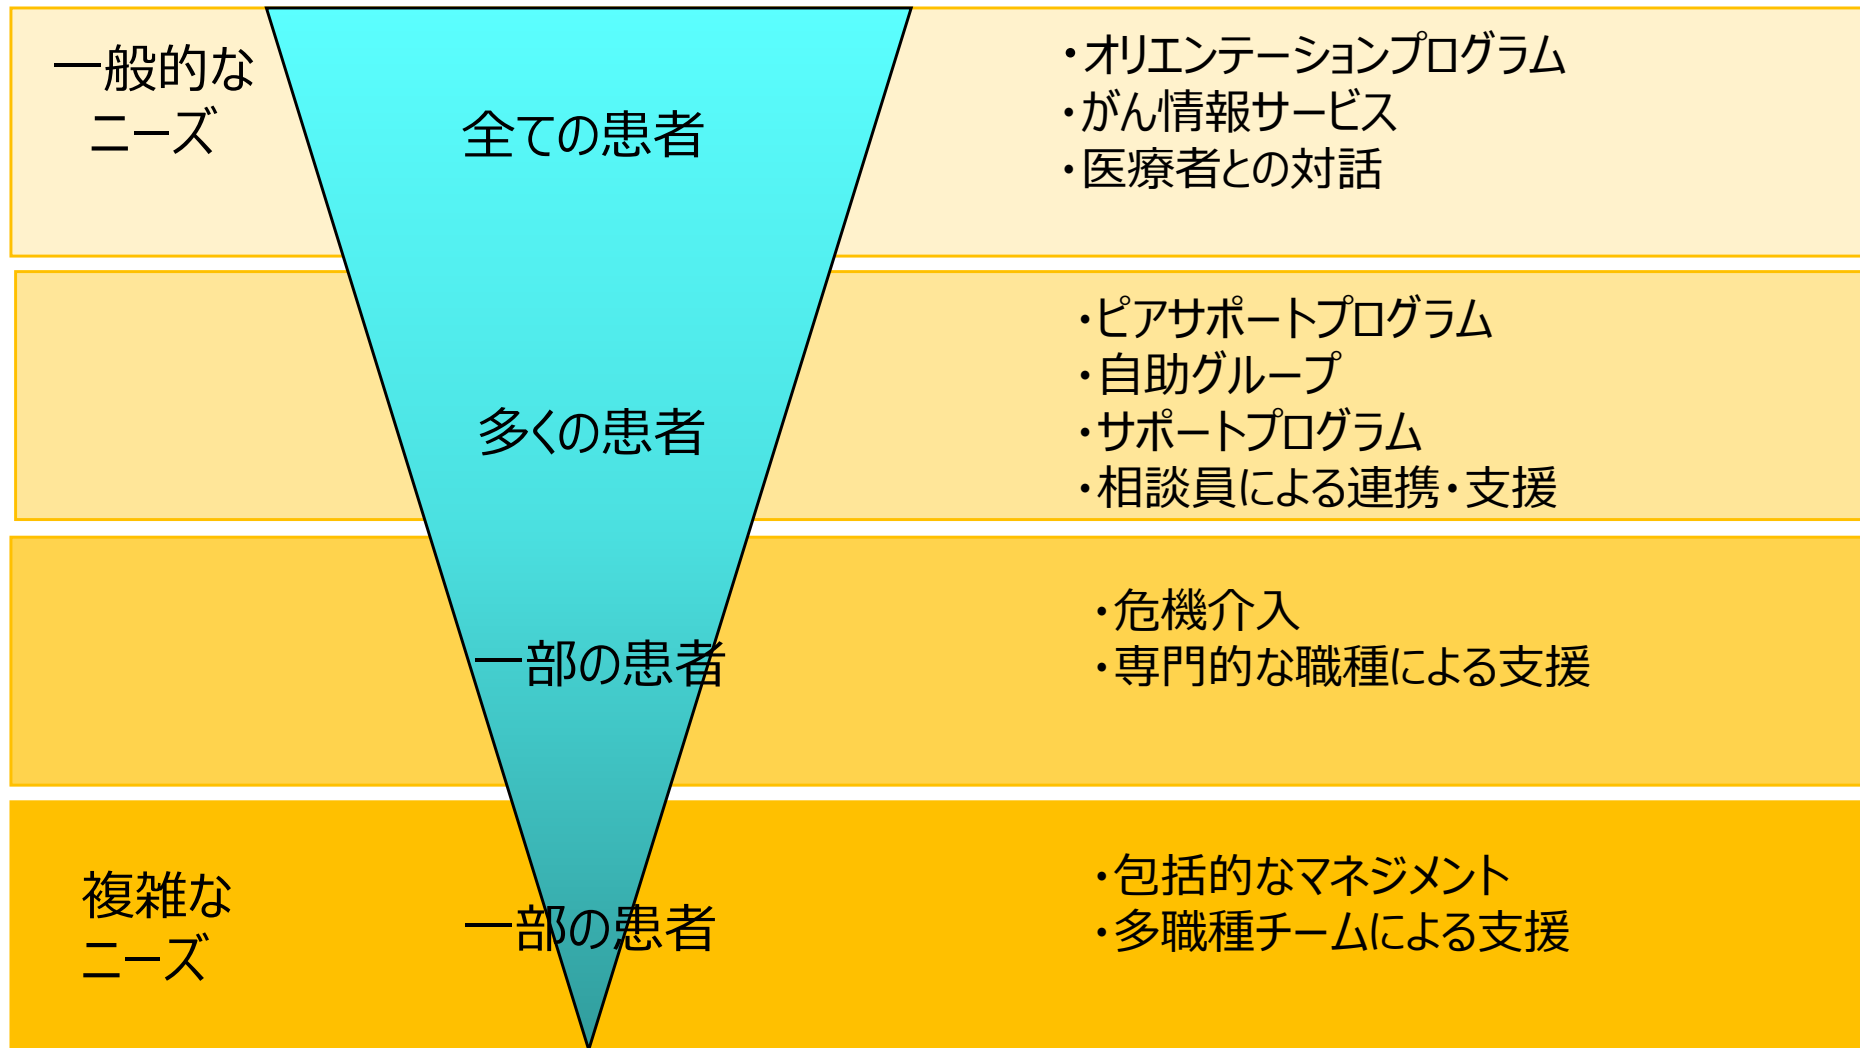 一般的な
ニーズ
全ての患者
・オリエンテーションプログラム
・がん情報サービス
・医療者との対話
多くの患者
・ピアサポートプログラム
・自助グループ
・サポートプログラム
・相談員による連携・支援
一部の患者
・危機介入
・専門的な職種による支援
複雑な
ニーズ
一部の患者
・包括的なマネジメント
・多職種チームによる支援